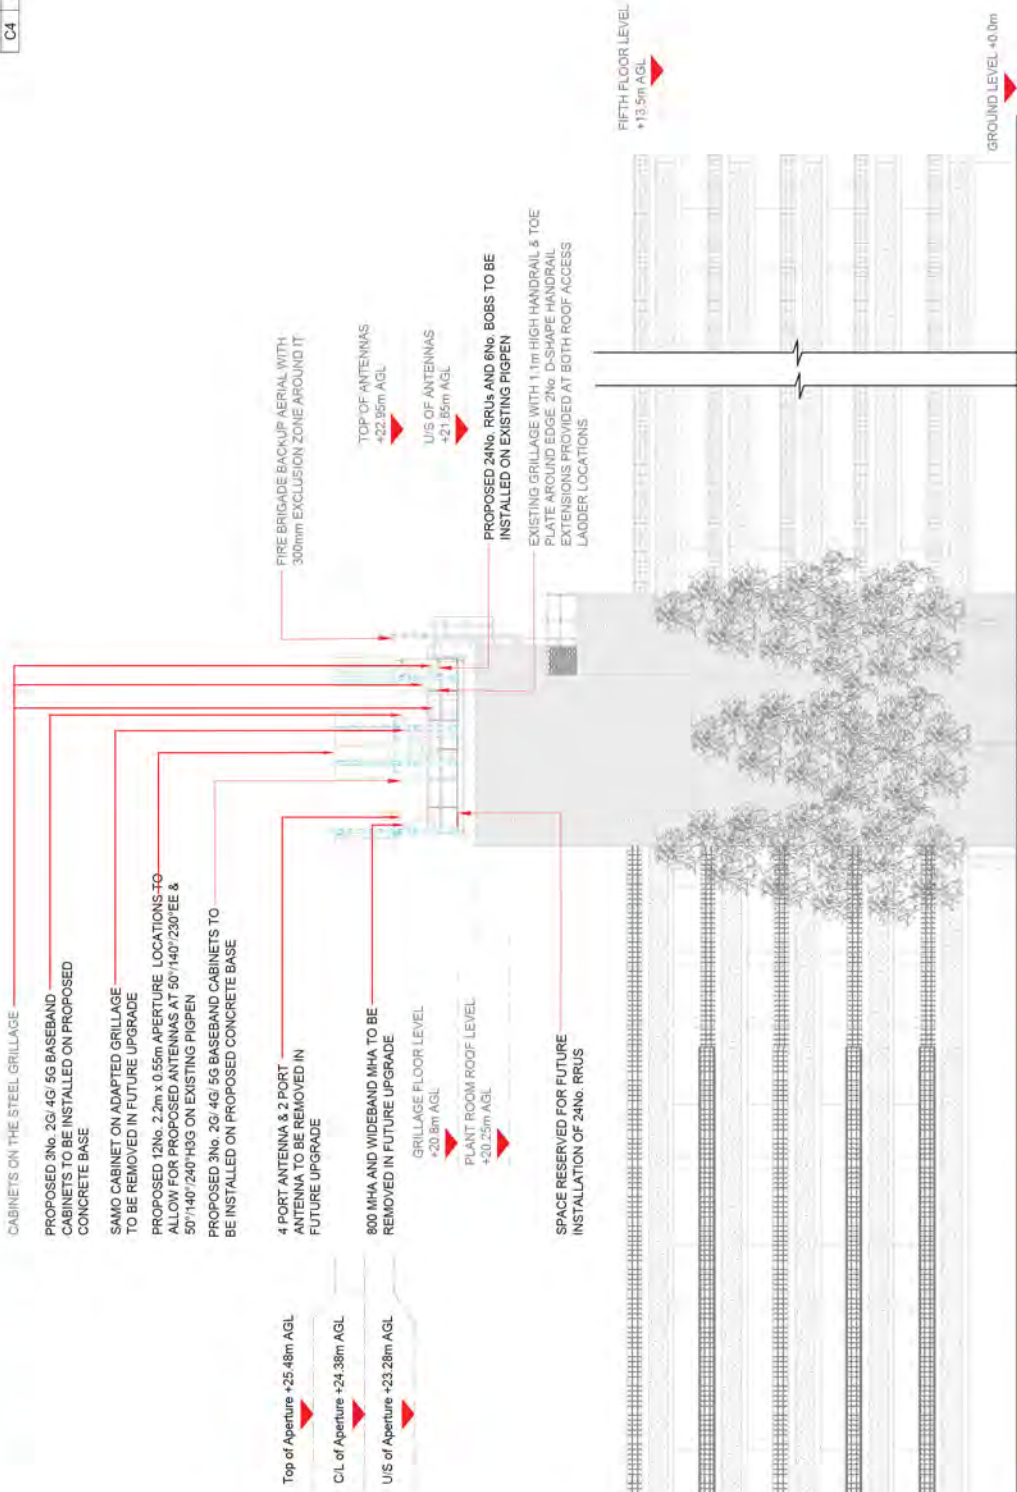 C4
CABINETS ON THE STEEL GRILLAGE
PROPOSED 3No. 2G/ 4G/ 5G BASEBAND
CABINETS TO BE INSTALLED ON PROPOSED
CONCRETE BASE
SAMO CABINET ON ADAPTED GRILLAGE
TO BE REMOVED IN FUTURE UPGRADE
PROPOSED 12No. 2.2m x 0.55m APERTURE LOCATIONS TO
ALLOW FOR PROPOSED ANTENNAS AT 50°/140°/230°EE &
50°/140°/240°H3G ON EXISTING PIGPEN
PROPOSED 3No. 2G/ 4G/ 5G BASEBAND CABINETS TO
BE INSTALLED ON PROPOSED CONCRETE BASE
4 PORT ANTENNA & 2 PORT
ANTENNA TO BE REMOVED IN
FUTURE UPGRADE
800 MHA AND WIDEBAND MHA TO BE
REMOVED IN FUTURE UPGRADE
GRILLAGE FLOOR LEVEL
+20.8m AGL
PLANT ROOM ROOF LEVEL
+20.25m AGL
SPACE RESERVED FOR FUTURE
INSTALLATION OF 24No. RRUS
Top of Aperture +25.48m AGL
C/L of Aperture +24.38m AGL
U/S of Aperture +23.28m AGL
FIRE BRIGADE BACKUP AERIAL WITH
300mm EXCLUSION ZONE AROUND IT
TOP OF ANTENNAS
+22.95m AGL
U/S OF ANTENNAS
+21.65m AGL
PROPOSED 24No. RRUs AND 6No. BOBS TO BE
INSTALLED ON EXISTING PIGPEN
EXISTING GRILLAGE WITH 1.1m HIGH HANDRAIL & TOE
PLATE AROUND EDGE. 2No. D-SHAPE HANDRAIL
EXTENSIONS PROVIDED AT BOTH ROOF ACCESS
LADDER LOCATIONS
FIFTH FLOOR LEVEL
+13.5m AGL
GROUND LEVEL +0.0m